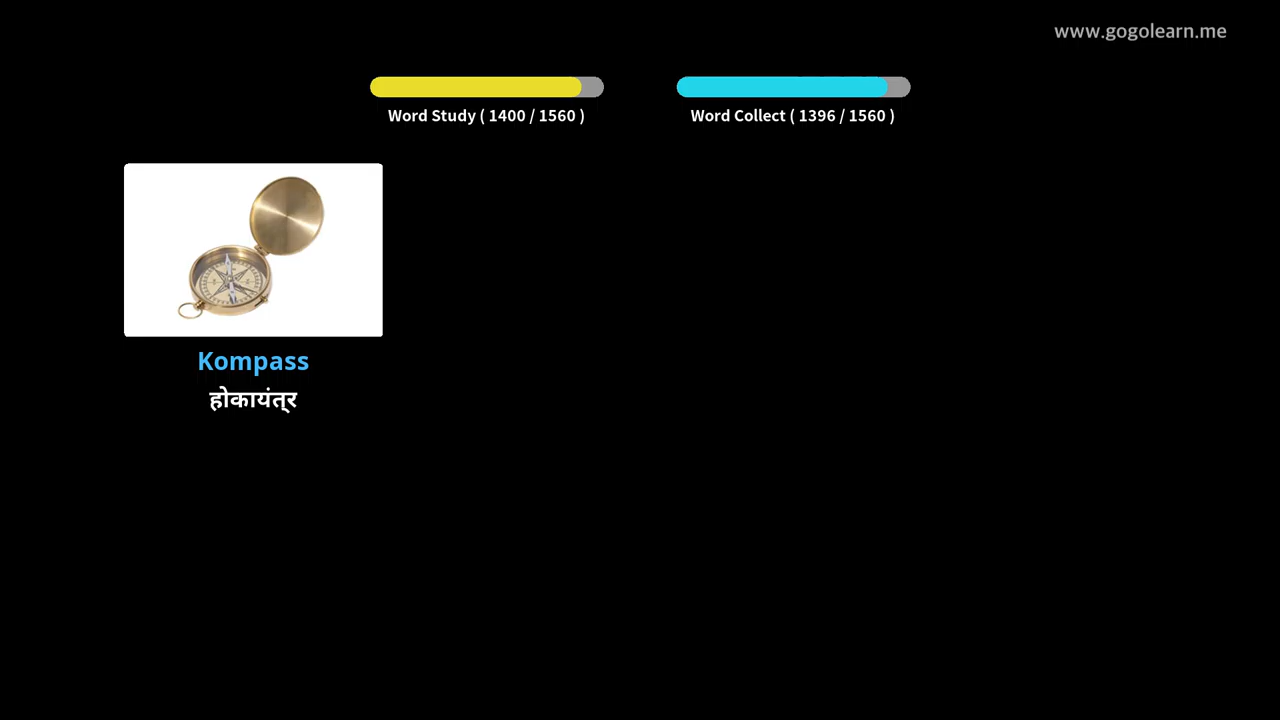 www.gogolearn.me
Word Study ( 1400 / 1560 )
Word Collect ( 1396 / 1560 )
Kompass
होकायंत्र